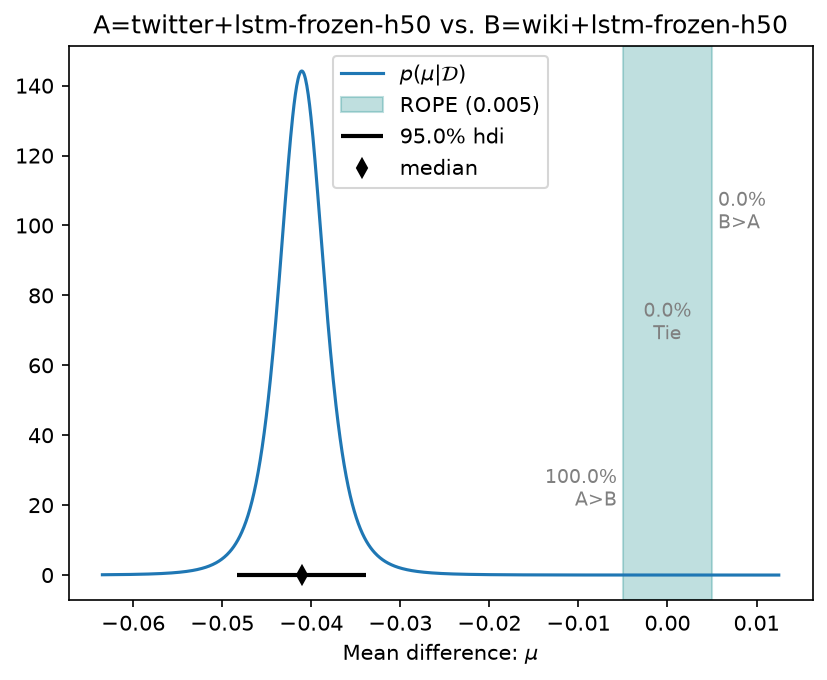 A=twitter+lstm-frozen-h50 vs. B=wiki+lstm-frozen-h50
p(μ|𝒟)
ROPE (0.005)
95.0% hdi
median
140
120
100
80
60
40
20
0
0.0%
B>A
0.0%
Tie
100.0%
A>B
−0.06 −0.05 −0.04 −0.03 −0.02 −0.01 0.00 0.01
Mean difference: μ